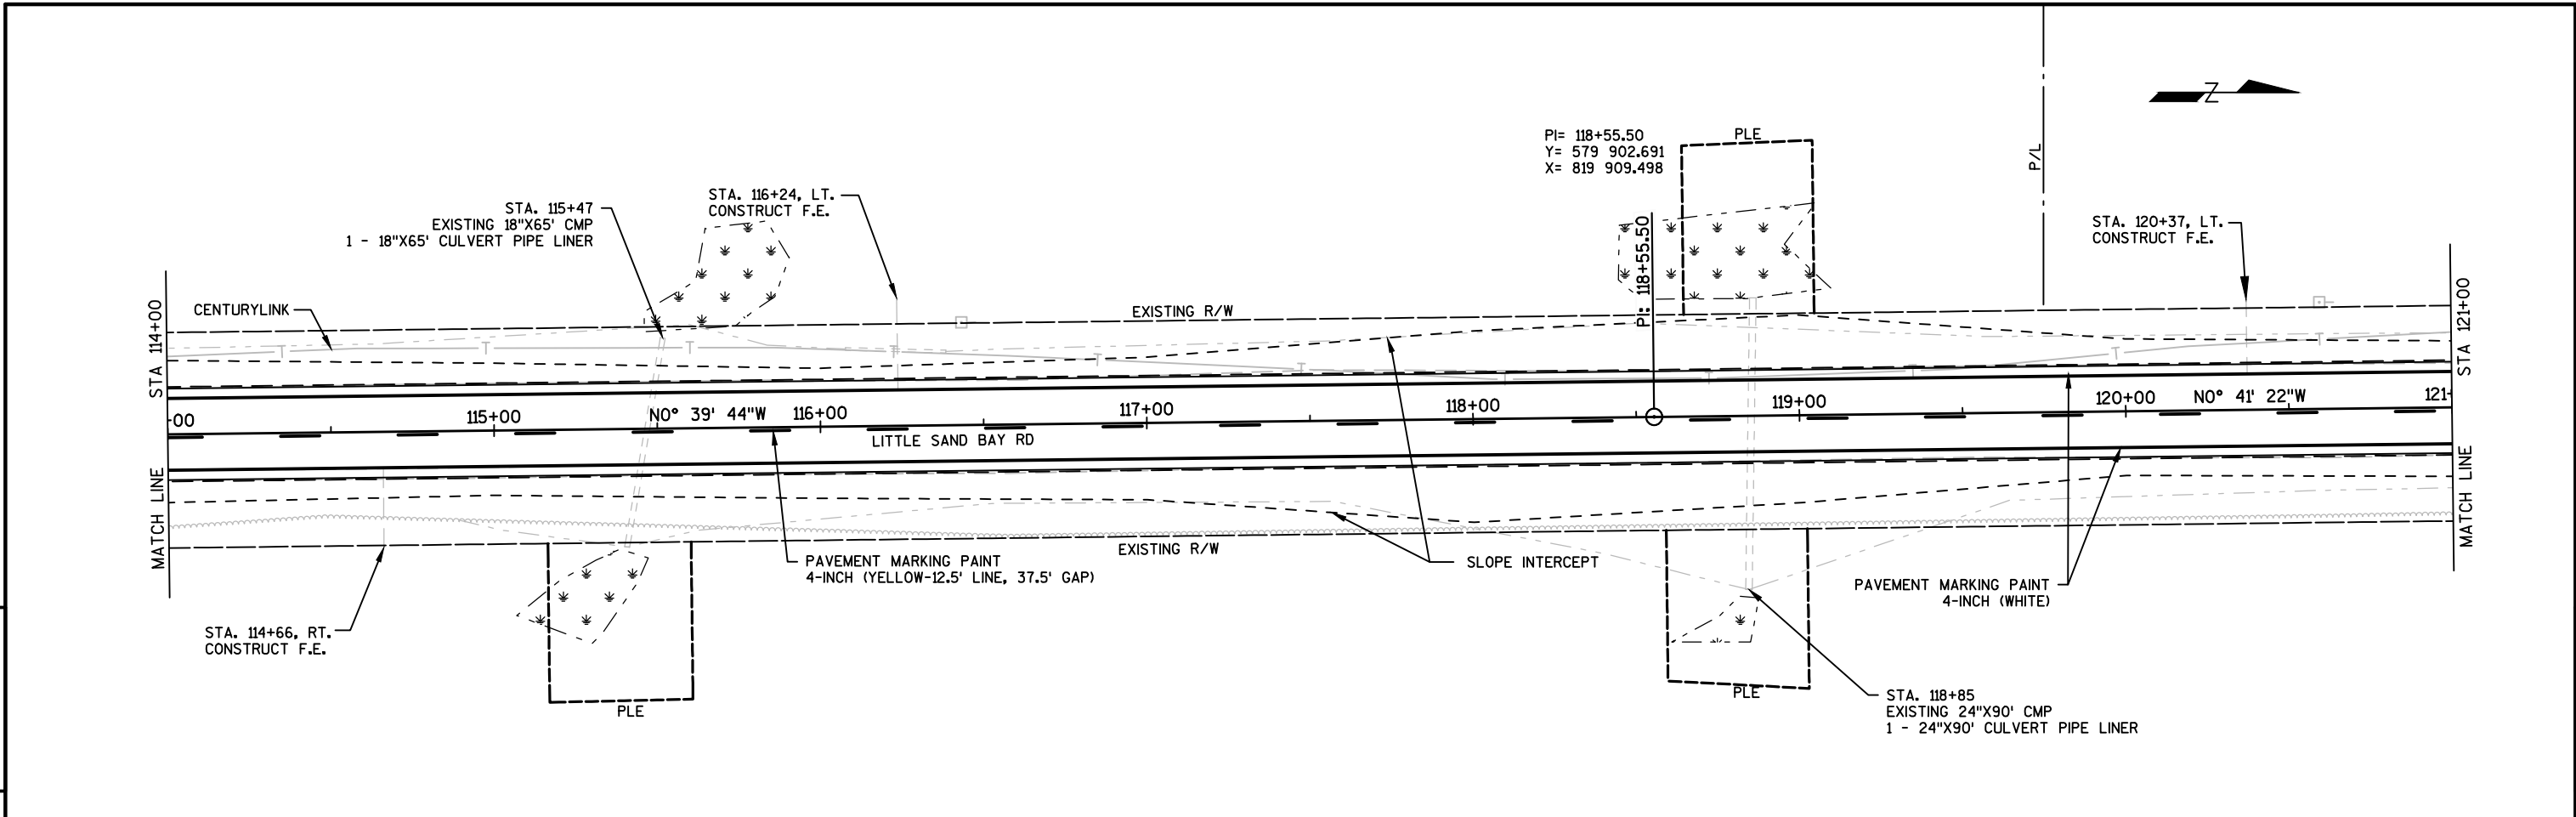 Z
P/L
PI= 118+55.50
Y= 579 902.691
X= 819 909.498
PLE
STA. 115+47
EXISTING 18"X65' CMP
1 - 18"X65' CULVERT PIPE LINER
STA. 116+24, LT.
CONSTRUCT F.E.
STA. 120+37, LT.
CONSTRUCT F.E.
PI: 118+55.50
CENTURYLINK
EXISTING R/W
STA 114+00
STA 121+00
T T T T T T T T T T T
-00
115+00
N0° 39' 44"W
116+00
117+00
118+00
119+00
120+00
N0° 41' 22"W
121
LITTLE SAND BAY RD
MATCH LINE
MATCH LINE
EXISTING R/W
PAVEMENT MARKING PAINT
4-INCH (YELLOW-12.5' LINE, 37.5' GAP)
SLOPE INTERCEPT
PAVEMENT MARKING PAINT
4-INCH (WHITE)
STA. 114+66, RT.
CONSTRUCT F.E.
PLE
PLE
STA. 118+85
EXISTING 24"X90' CMP
1 - 24"X90' CULVERT PIPE LINER